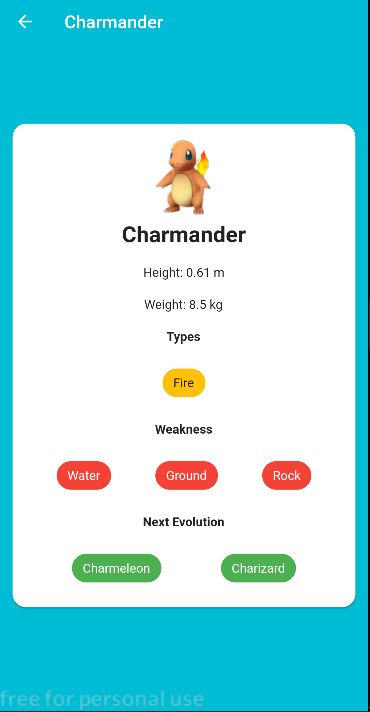 Charmander
Charmander
Height: 0.61 m
Weight: 8.5 kg
Types
Fire
Weakness
Water Ground Rock
Next Evolution
Charmeleon Charizard
free for personal use